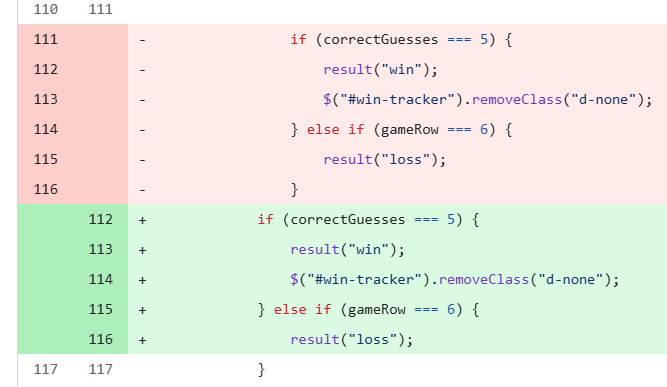 110 111
111 - if (correctGuesses === 5) {
112 - result("win");
113 - $("#win-tracker").removeClass("d-none");
114 - } else if (gameRow === 6) {
115 - result("loss");
116 - }
112 + if (correctGuesses === 5) {
113 + result("win");
114 + $("#win-tracker").removeClass("d-none");
115 + } else if (gameRow === 6) {
116 + result("loss");
117 117 }